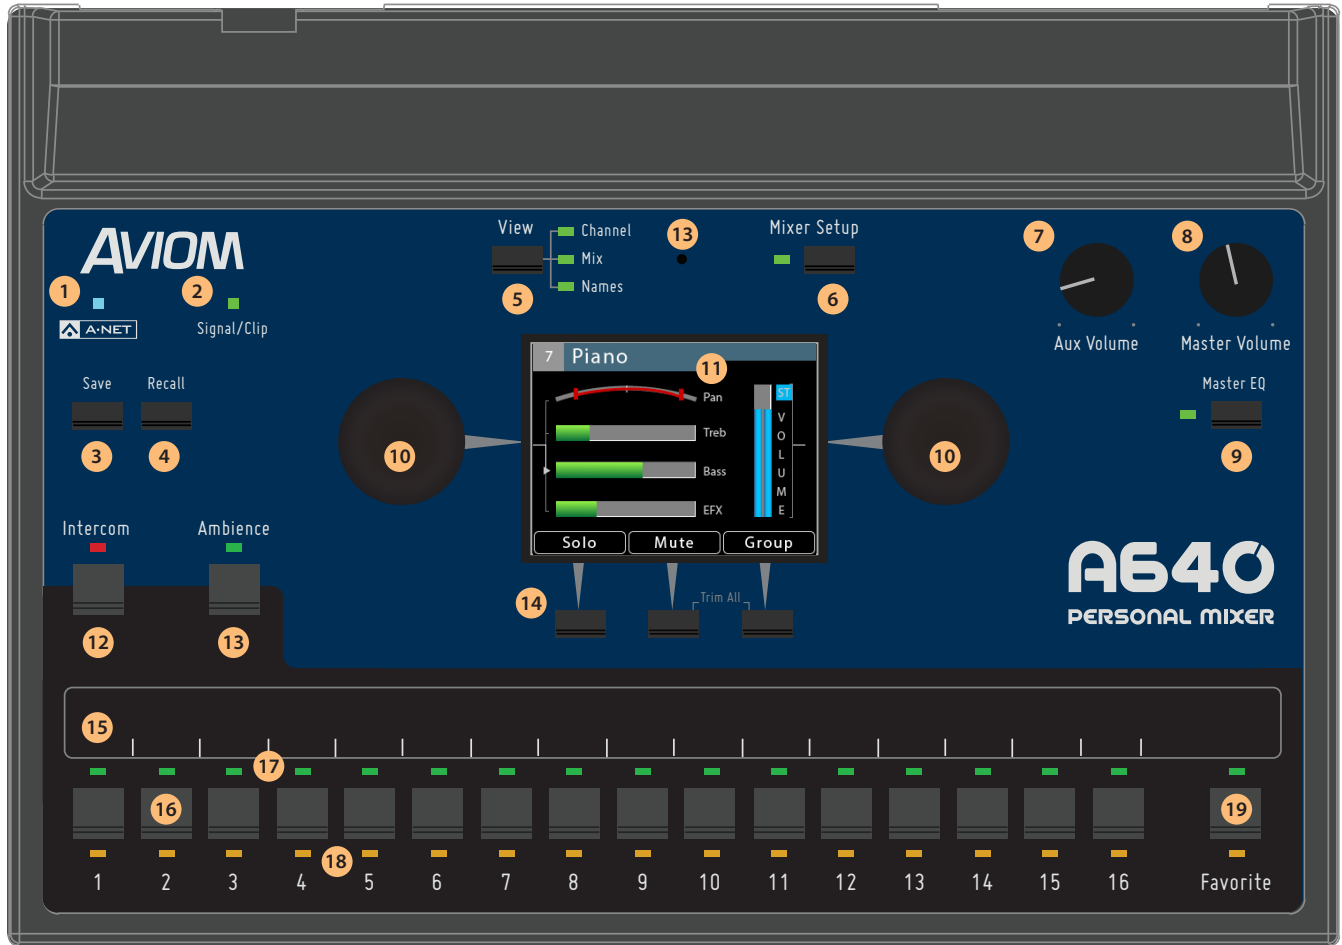 AVIOM
1
2
A·NET
Signal/Clip
Save
Recall
3
4
View
Channel
Mix
Names
5
13
Mixer Setup
6
7
8
Aux Volume
Master Volume
Master EQ
9
10
7 Piano
11
Pan
Treb
Bass
EFX
ST
VOLUME
Solo
Mute
Group
10
14
Trim All
Intercom
Ambience
12
13
A640
PERSONAL MIXER
15
17
16
19
18
1 2 3 4 5 6 7 8 9 10 11 12 13 14 15 16 Favorite